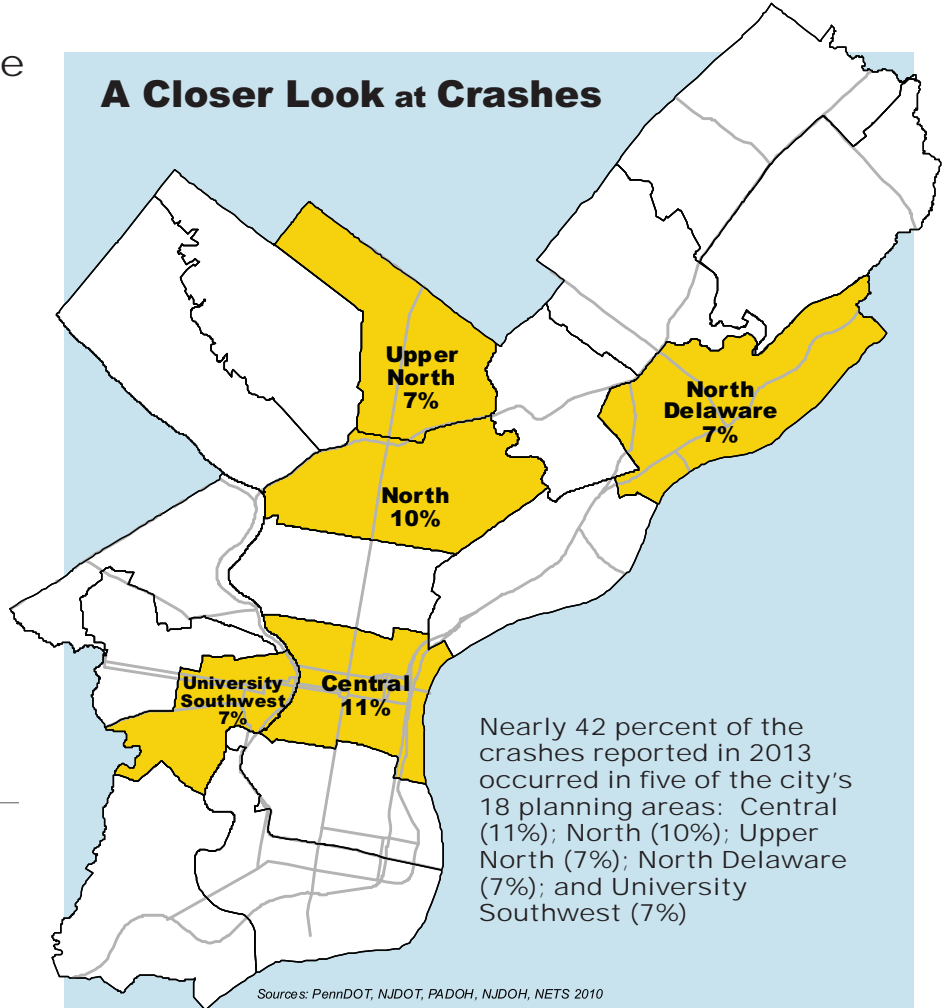 e
A Closer Look at Crashes
Upper
North
7%
North
Delaware
7%
North
10%
University
Southwest
7%
Central
11%
Nearly 42 percent of the
crashes reported in 2013
occurred in five of the city's
18 planning areas: Central
(11%); North (10%); Upper
North (7%); North Delaware
(7%); and University
Southwest (7%)
Sources: PennDOT, NJDOT, PADOH, NJDOH, NETS 2010